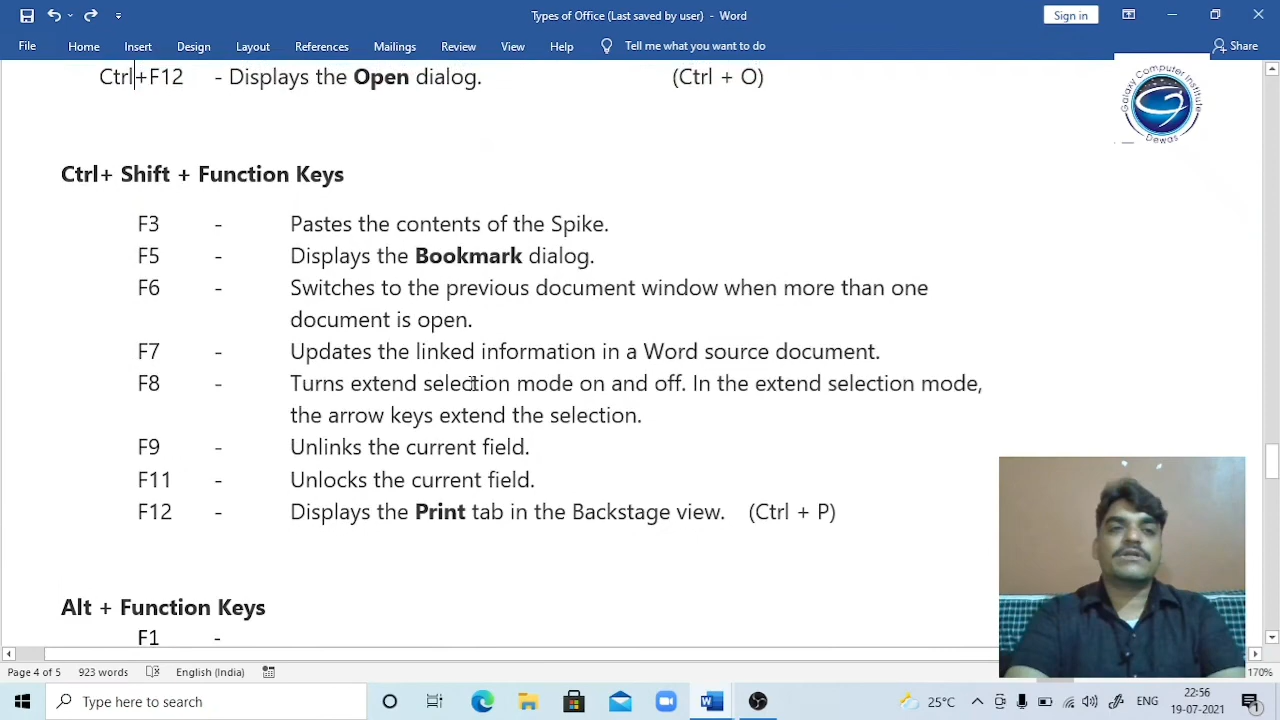 Types of Office (Last saved by user) - Word
Sign in
File Home Insert Design Layout References Mailings Review View Help Tell me what you want to do Share
Ctrl+F12 - Displays the Open dialog. (Ctrl + O)
Galaxy Computer Institute
Dewas
Ctrl+ Shift + Function Keys
F3 - Pastes the contents of the Spike.
F5 - Displays the Bookmark dialog.
F6 - Switches to the previous document window when more than one
document is open.
F7 - Updates the linked information in a Word source document.
F8 - Turns extend selection mode on and off. In the extend selection mode,
the arrow keys extend the selection.
F9 - Unlinks the current field.
F11 - Unlocks the current field.
F12 - Displays the Print tab in the Backstage view. (Ctrl + P)
Alt + Function Keys
F1 -
Page 4 of 5 923 words English (India) 170%
Type here to search
25°C
ENG
22:56
19-07-2021
1